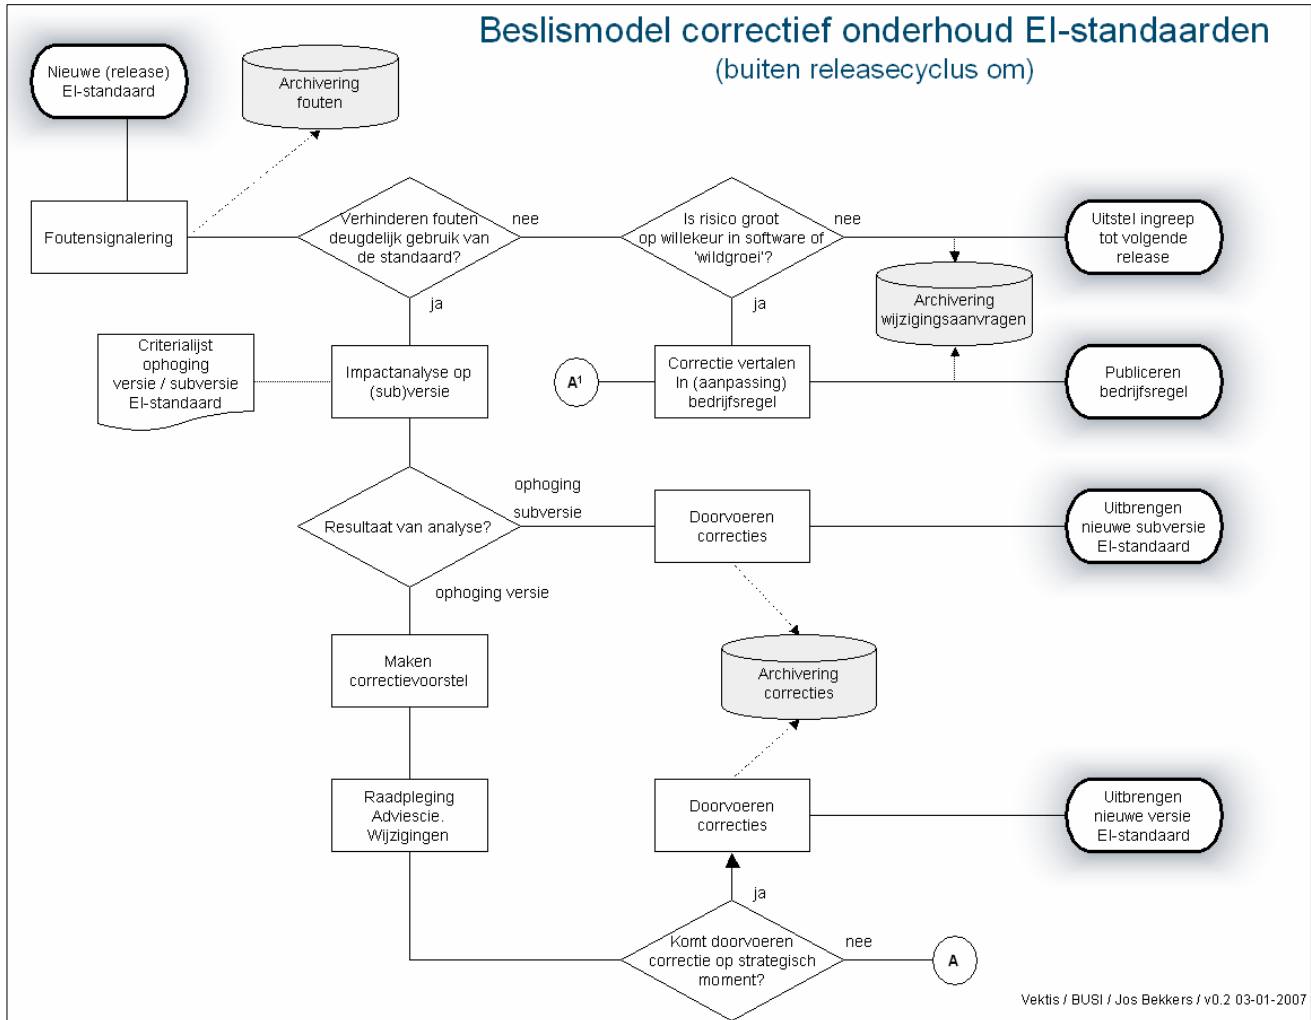 Beslismodel correctief onderhoud EI-standaarden
(buiten releasecyclus om)
Nieuwe (release)
EI-standaard
Archivering
fouten
Foutensignalering
Verhinderen fouten
deugdelijk gebruik van
de standaard?
nee
ja
Is risico groot
op willekeur in software of
'wildgroei'?
nee
ja
Uitstel ingreep
tot volgende
release
Archivering
wijzigingsaanvragen
Criterialijst
ophoging
versie / subversie
EI-standaard
Impactanalyse op
(sub)versie
A¹
Correctie vertalen
In (aanpassing)
bedrijfsregel
Publiceren
bedrijfsregel
Resultaat van analyse?
ophoging
subversie
ophoging versie
Doorvoeren
correcties
Uitbrengen
nieuwe subversie
EI-standaard
Maken
correctievoorstel
Archivering
correcties
Raadpleging
Adviescie.
Wijzigingen
Doorvoeren
correcties
Uitbrengen
nieuwe versie
EI-standaard
ja
Komt doorvoeren
correctie op strategisch
moment?
nee
A
Vektis / BUSI / Jos Bekkers / v0.2 03-01-2007